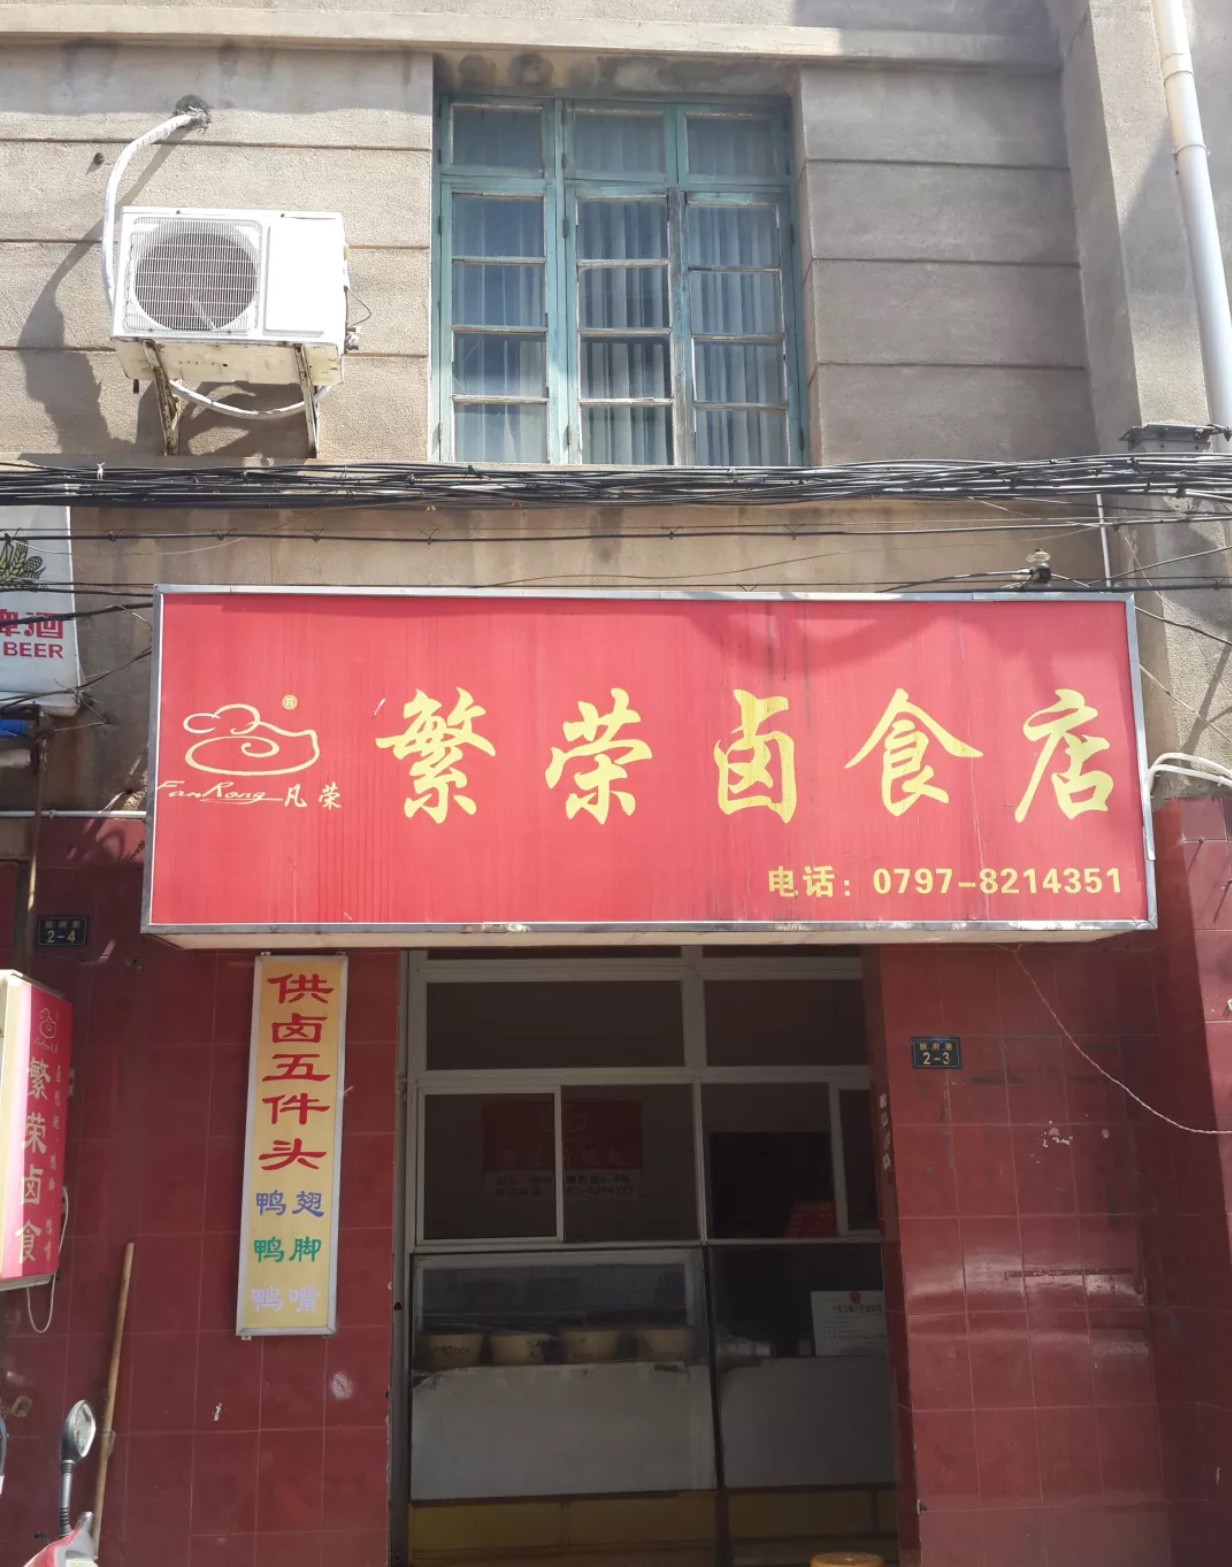 啤酒
BEER
®
FanRong 凡荣
繁荣卤食店
电话：0797-8214351
2-4
供卤五件头
鸭翅
鸭脚
鸭嘴
2-3
繁荣卤食